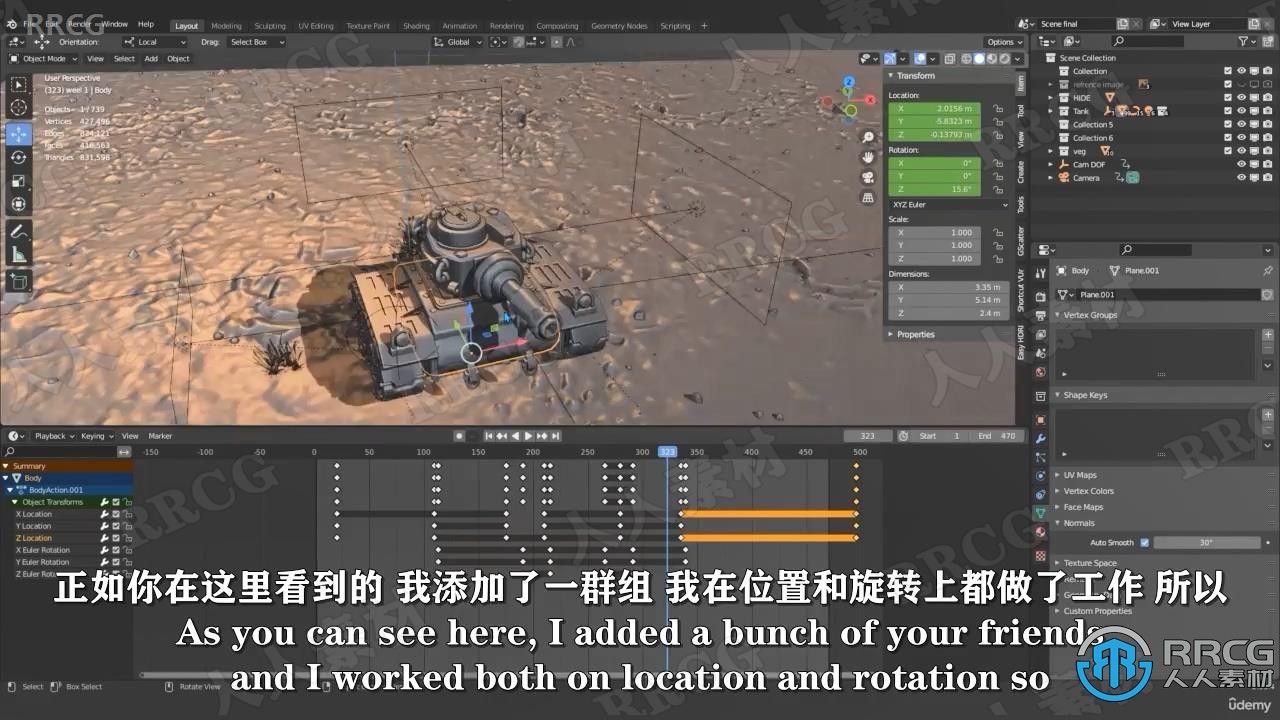 RRCG
File Render Window Help
Layout Modeling Sculpting UV Editing Texture Paint Shading Animation Rendering Compositing Geometry Nodes Scripting +
Scene final
View Layer
Orientation: Local Drag: Select Box
Global
Options
Object Mode View Select Add Object
User Perspective
(323) weel 1 | Body
Objects 1 / 739
Vertices 427,496
Edges 834,121
Faces 416,563
Triangles 831,598
Z
X
Transform
Location:
X 2.0156 m
Y -5.8323 m
Z -0.13793 m
Rotation:
X 0°
Y 0°
Z 15.6°
XYZ Euler
Scale:
X 1.000
Y 1.000
Z 1.000
Dimensions:
X 3.35 m
Y 5.14 m
Z 2.4 m
Properties
Item
Tool
View
Create
Tools
GScatter
Shortcut VUr
Easy HDRI
Scene Collection
Collection
refrence image
HIDE
Tank
Collection 5
Collection 6
veg
Cam DOF
Camera
Body Plane.001
Plane.001
Vertex Groups
Shape Keys
UV Maps
Vertex Colors
Face Maps
Normals
Auto Smooth 30°
Texture Space
Custom Properties
Playback Keying View Marker
323
Start 1 End 470
-150 -100 -50 0 50 100 150 200 250 300 323 350 400 450 500
Summary
Body
BodyAction.001
Object Transforms
X Location
Y Location
Z Location
X Euler Rotation
Y Euler Rotation
正如你在这里看到的 我添加了一群组 我在位置和旋转上都做了工作 所以
As you can see here, I added a bunch of your friends
and I worked both on location and rotation so
Select Box Select Rotate View
RRCG
人人素材
ûdemy